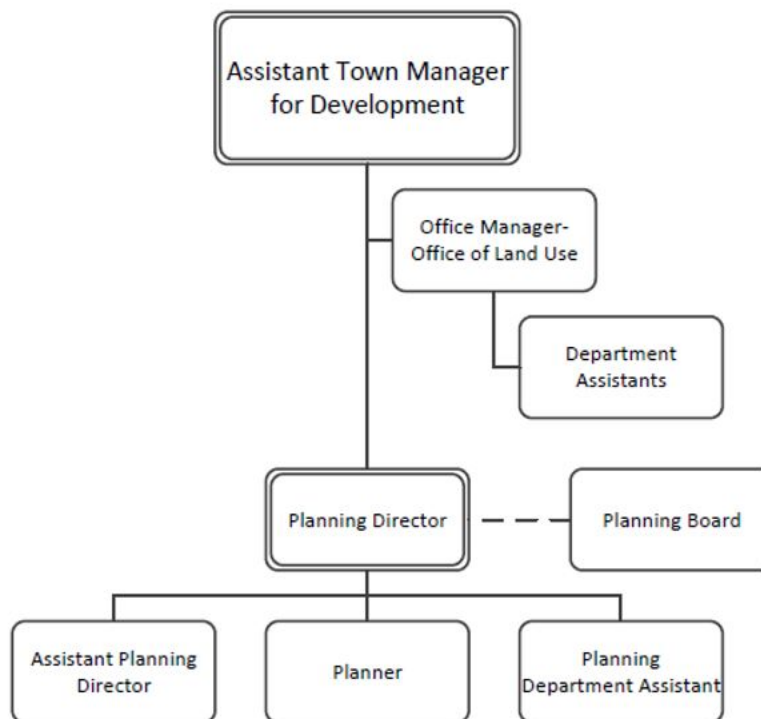 Assistant Town Manager
for Development
Office Manager-
Office of Land Use
Department
Assistants
Planning Director
Planning Board
Assistant Planning
Director
Planner
Planning
Department Assistant